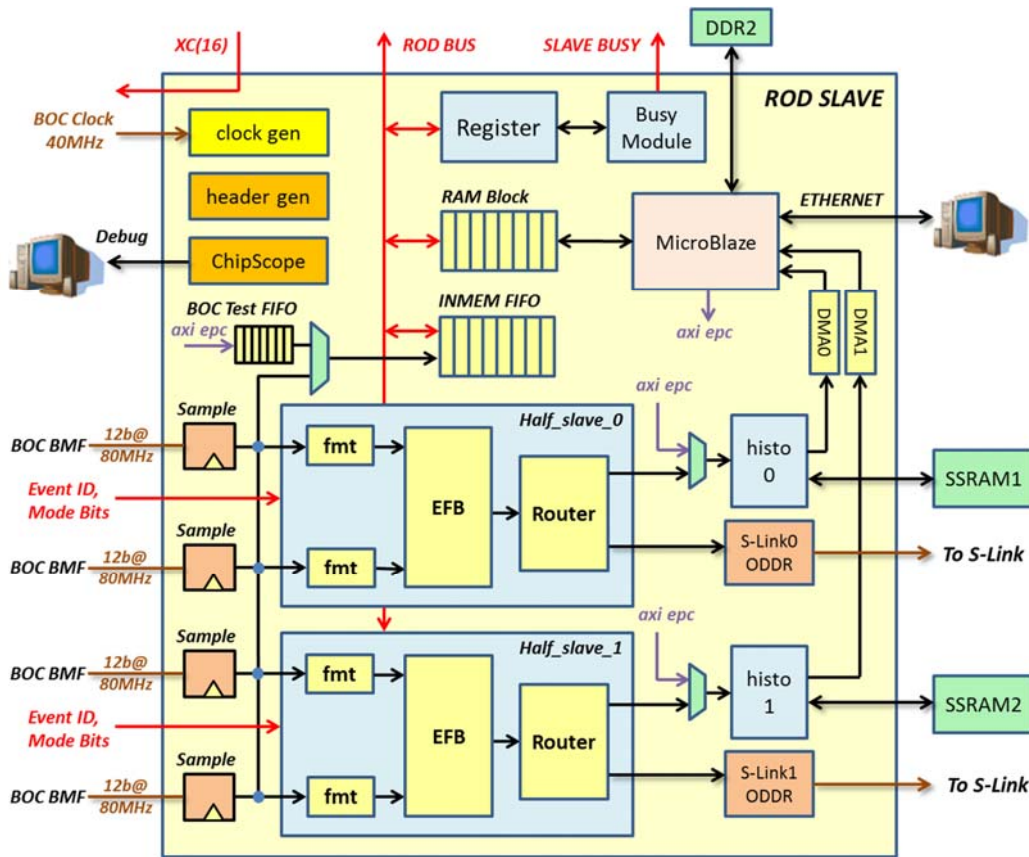 XC(16)
ROD BUS
SLAVE BUSY
DDR2
ROD SLAVE
BOC Clock
40MHz
clock gen
Register
Busy
Module
header gen
RAM Block
ETHERNET
Debug
ChipScope
MicroBlaze
BOC Test FIFO
INMEM FIFO
axi epc
axi epc
DMA0
DMA1
Sample
Half_slave_0
axi epc
BOC BMF
12b@
80MHz
fmt
histo
0
SSRAM1
Event ID,
Mode Bits
EFB
Router
Sample
S-Link0
ODDR
To S-Link
BOC BMF
12b@
80MHz
fmt
Sample
Half_slave_1
axi epc
BOC BMF
12b@
80MHz
fmt
histo
1
SSRAM2
Event ID,
Mode Bits
EFB
Router
Sample
S-Link1
ODDR
To S-Link
BOC BMF
12b@
80MHz
fmt